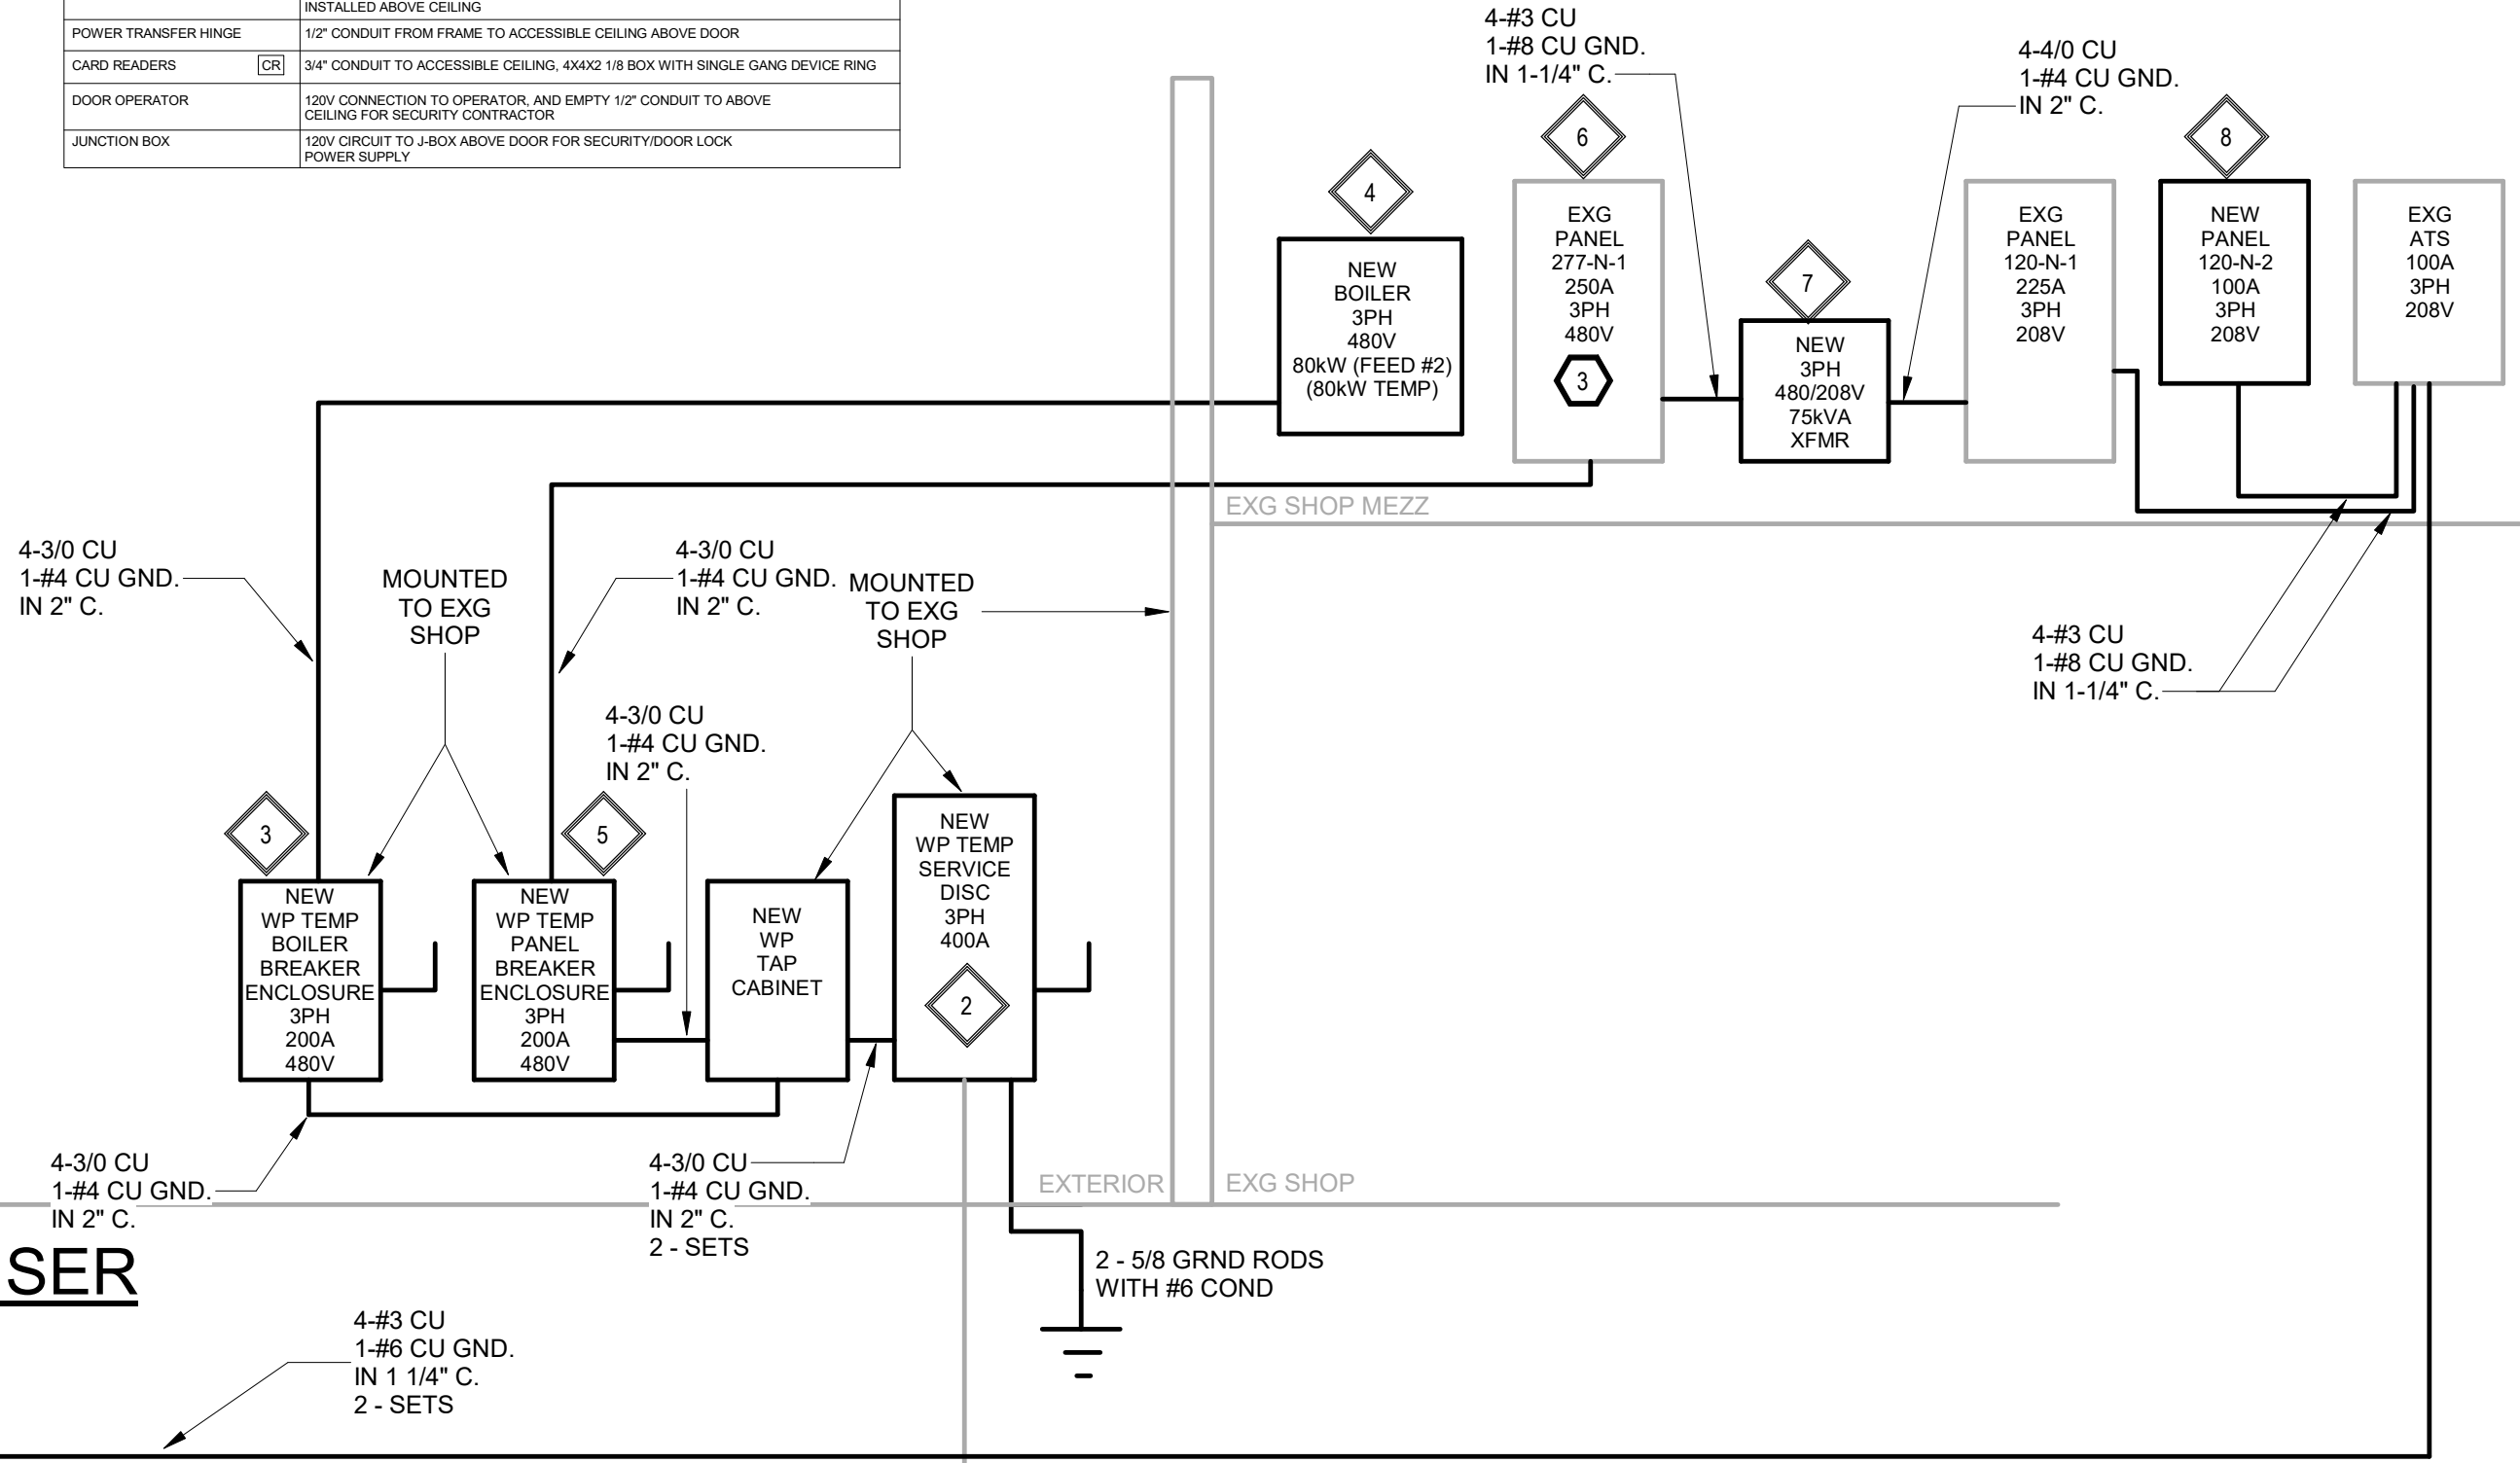 INSTALLED ABOVE CEILING
POWER TRANSFER HINGE
1/2" CONDUIT FROM FRAME TO ACCESSIBLE CEILING ABOVE DOOR
CARD READERS
CR
3/4" CONDUIT TO ACCESSIBLE CEILING, 4X4X2 1/8 BOX WITH SINGLE GANG DEVICE RING
DOOR OPERATOR
120V CONNECTION TO OPERATOR, AND EMPTY 1/2" CONDUIT TO ABOVE
CEILING FOR SECURITY CONTRACTOR
JUNCTION BOX
120V CIRCUIT TO J-BOX ABOVE DOOR FOR SECURITY/DOOR LOCK
POWER SUPPLY
4-#3 CU
1-#8 CU GND.
IN 1-1/4" C.
4-4/0 CU
1-#4 CU GND.
IN 2" C.
4
NEW
BOILER
3PH
480V
80kW (FEED #2)
(80kW TEMP)
6
EXG
PANEL
277-N-1
250A
3PH
480V
3
7
NEW
3PH
480/208V
75kVA
XFMR
EXG
PANEL
120-N-1
225A
3PH
208V
8
NEW
PANEL
120-N-2
100A
3PH
208V
EXG
ATS
100A
3PH
208V
EXG SHOP MEZZ
4-3/0 CU
1-#4 CU GND.
IN 2" C.
MOUNTED
TO EXG
SHOP
4-3/0 CU
1-#4 CU GND.
IN 2" C.
MOUNTED
TO EXG
SHOP
4-#3 CU
1-#8 CU GND.
IN 1-1/4" C.
4-3/0 CU
1-#4 CU GND.
IN 2" C.
3
NEW
WP TEMP
BOILER
BREAKER
ENCLOSURE
3PH
200A
480V
5
NEW
WP TEMP
PANEL
BREAKER
ENCLOSURE
3PH
200A
480V
NEW
WP
TAP
CABINET
NEW
WP TEMP
SERVICE
DISC
3PH
400A
2
4-3/0 CU
1-#4 CU GND.
IN 2" C.
4-3/0 CU
1-#4 CU GND.
IN 2" C.
2 - SETS
EXTERIOR
EXG SHOP
SER
2 - 5/8 GRND RODS
WITH #6 COND
4-#3 CU
1-#6 CU GND.
IN 1 1/4" C.
2 - SETS